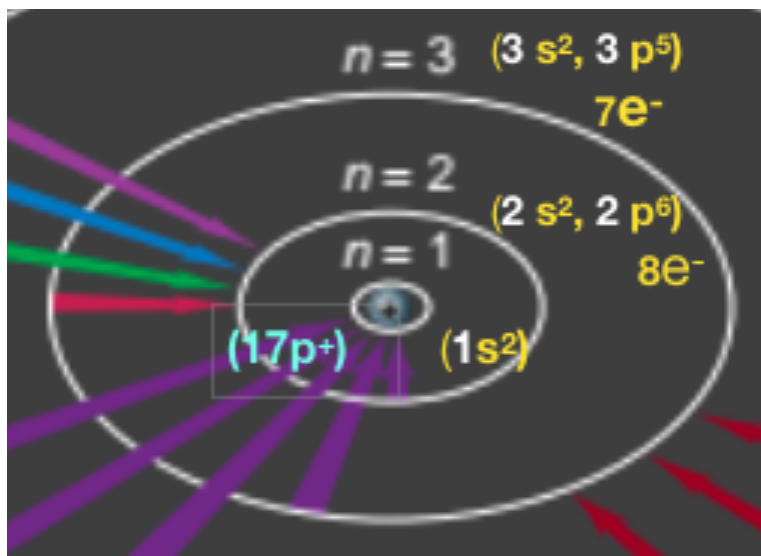 n = 3 (3 s², 3 p⁵)
7e⁻
n = 2
(2 s², 2 p⁶)
n = 1
8e⁻
(17p⁺) (1s²)